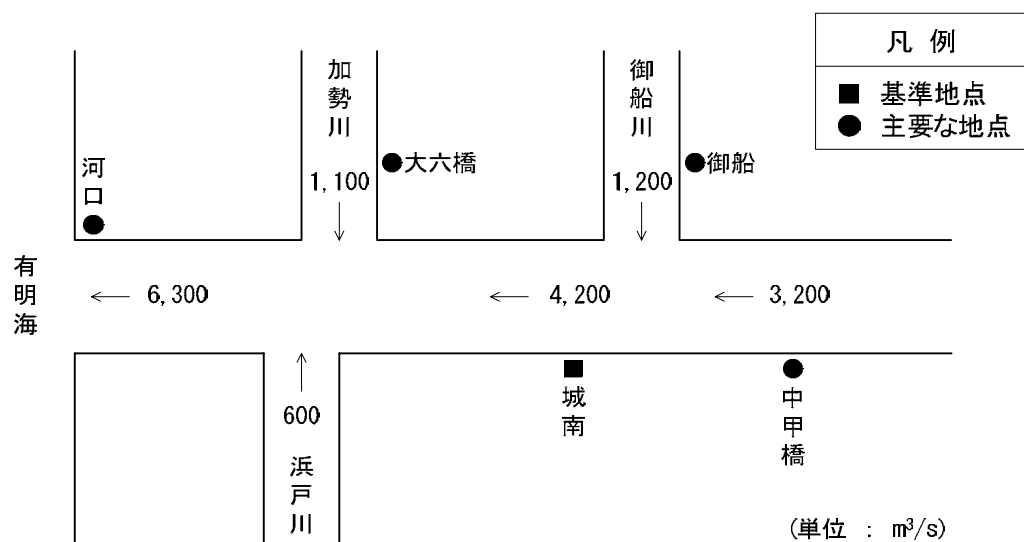 凡 例
■ 基準地点
● 主要な地点
加勢川
御船川
河口
大六橋
御船
1,100
1,200
有明海
← 6,300
← 4,200
← 3,200
600
浜戸川
城南
中甲橋
(単位 : m³/s)